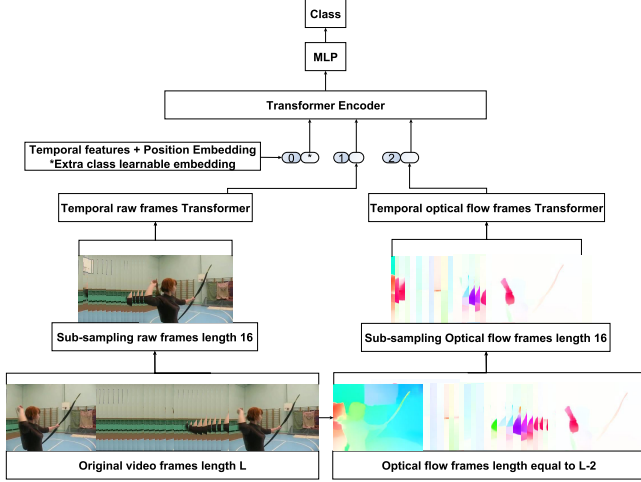 Class
MLP
Transformer Encoder
Temporal features + Position Embedding
*Extra class learnable embedding
0 *
1
2
Temporal raw frames Transformer
Temporal optical flow frames Transformer
Sub-sampling raw frames length 16
Sub-sampling Optical flow frames length 16
Original video frames length L
Optical flow frames length equal to L-2